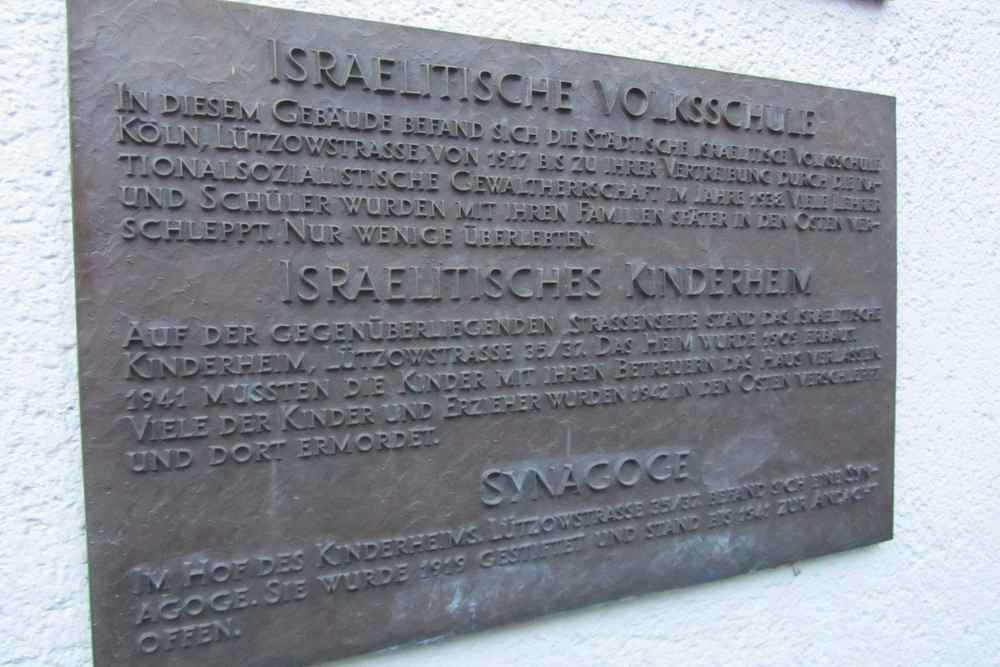 ISRAELITISCHE VOLKSSCHULE
IN DIESEM GEBÄUDE BEFAND SICH DIE STÄDTISCHE ISRAELITISCHE VOLKSSCHULE
KÖLN, LÜTZOWSTRASSE, VON 1917 BIS ZU IHRER VERTREIBUNG DURCH DIE NA-
TIONALSOZIALISTISCHE GEWALTHERRSCHAFT IM JAHRE 1938. VIELE LEHRER
UND SCHÜLER WURDEN MIT IHREN FAMILIEN SPÄTER IN DEN OSTEN VER-
SCHLEPPT. NUR WENIGE ÜBERLEBTEN.
ISRAELITISCHES KINDERHEIM
AUF DER GEGENÜBERLIEGENDEN STRASSENSEITE STAND DAS ISRAELITISCHE
KINDERHEIM, LÜTZOWSTRASSE 35/37. DAS HEIM WURDE 1909 ERBAUT.
1941 MUSSTEN DIE KINDER MIT IHREN BETREUERN DAS HAUS VERLASSEN.
VIELE DER KINDER UND ERZIEHER WURDEN 1942 IN DEN OSTEN VERSCHLEPPT
UND DORT ERMORDET.
SYNAGOGE
IM HOF DES KINDERHEIMS, LÜTZOWSTRASSE 35/37, BEFAND SICH EINE SYN-
AGOGE. SIE WURDE 1919 GESTIFTET UND STAND BIS 1941 ZUR ANDACHT
OFFEN.